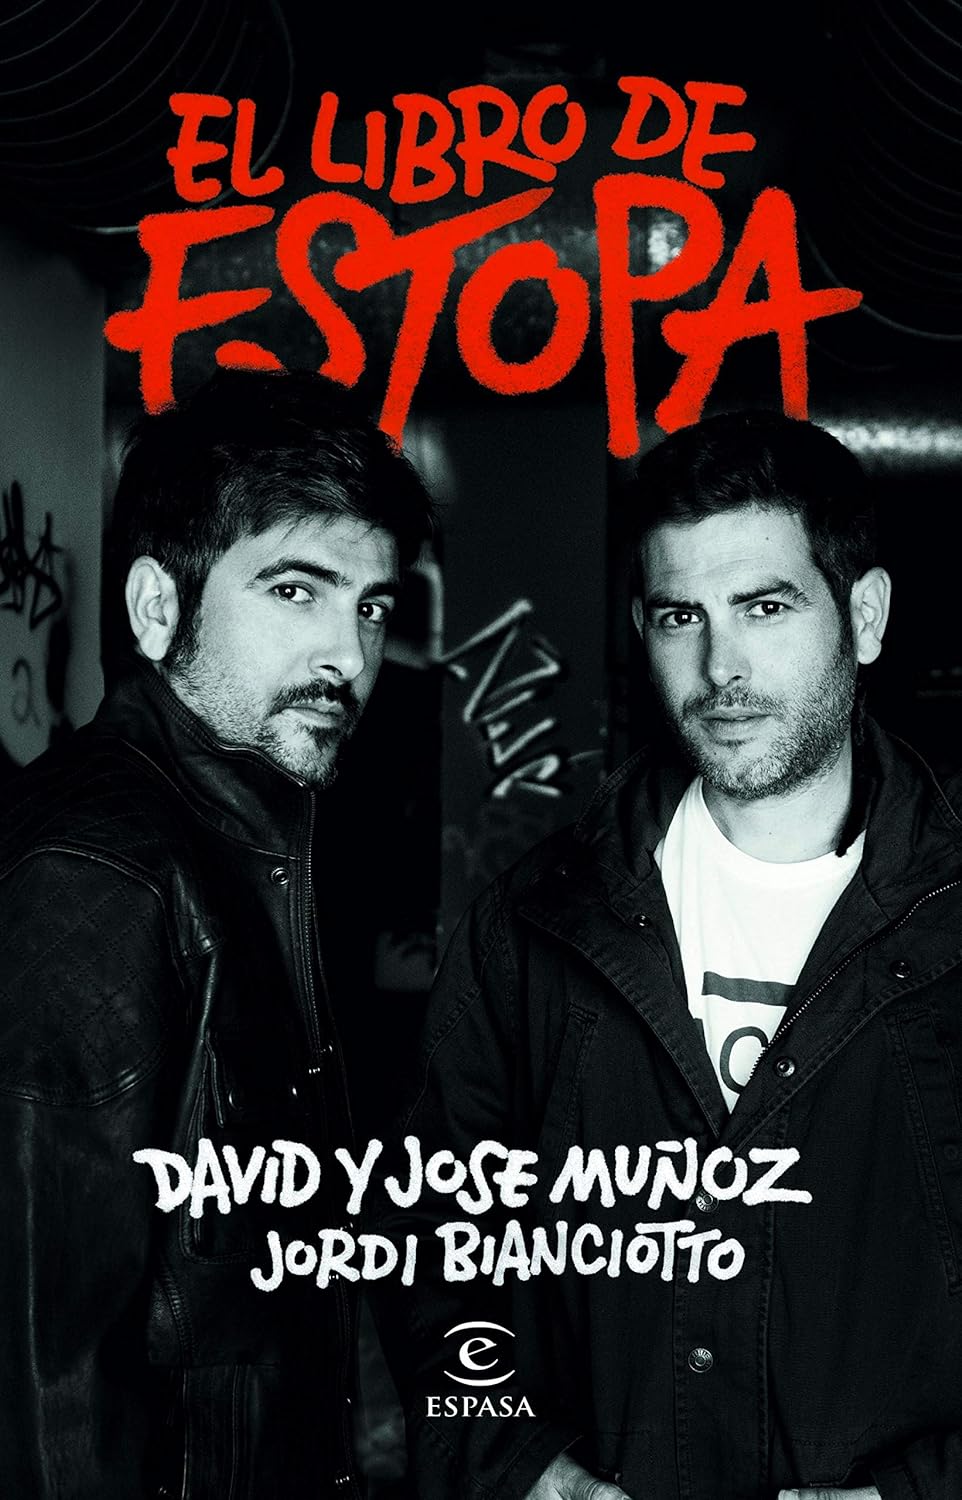 EL LIBRO DE
ESTOPA
DAVID Y JOSE MUÑOZ
JORDI BIANCIOTTO
e
ESPASA